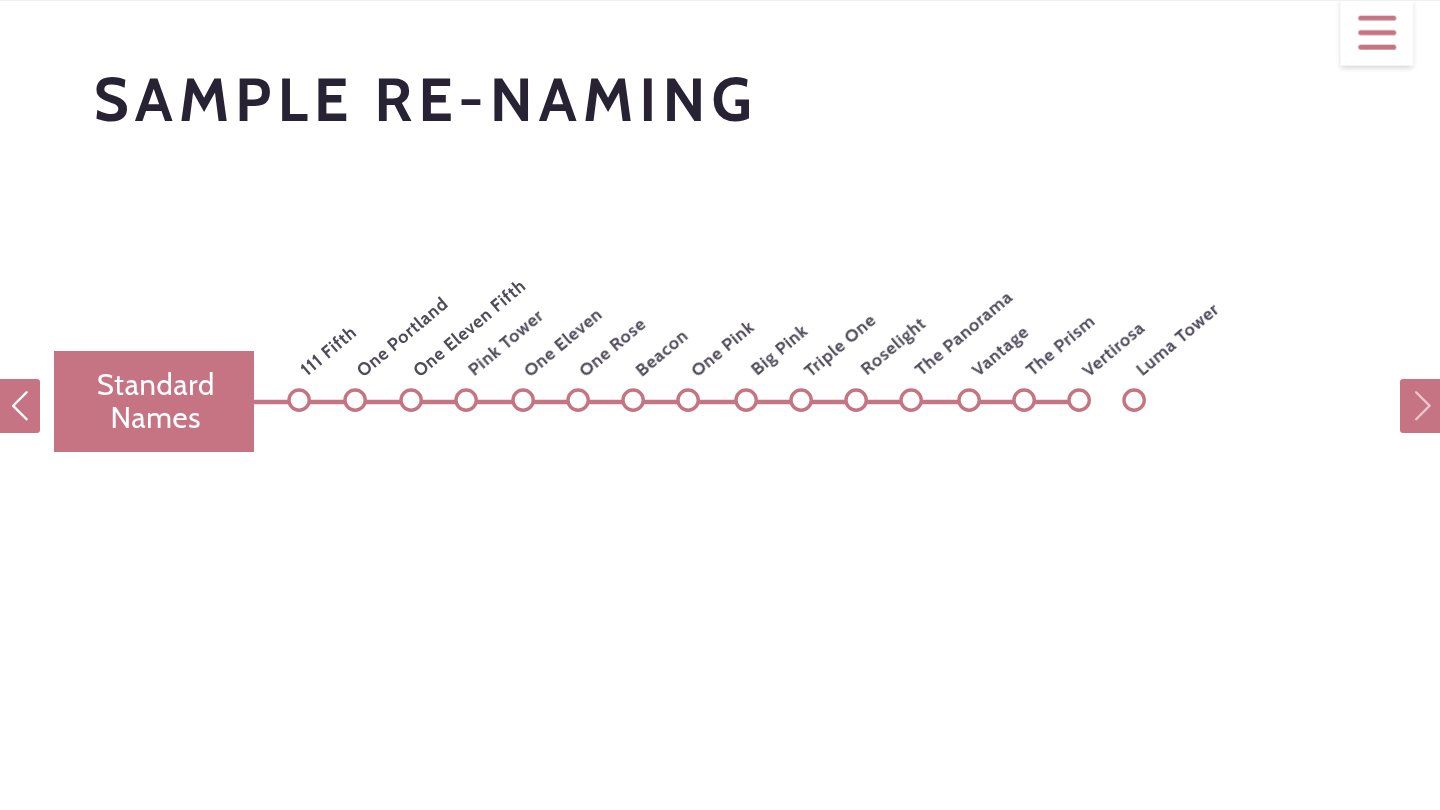 SAMPLE RE-NAMING
Standard
Names
111 Fifth
One Portland
One Eleven Fifth
Pink Tower
One Eleven
One Rose
Beacon
One Pink
Big Pink
Triple One
Roselight
The Panorama
Vantage
The Prism
Vertirosa
Luma Tower